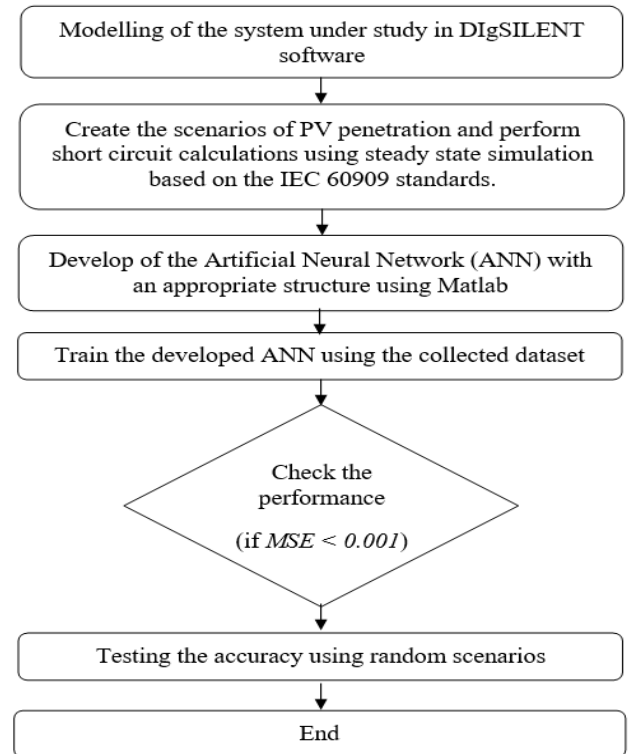 Modelling of the system under study in DIgSILENT
software
Create the scenarios of PV penetration and perform
short circuit calculations using steady state simulation
based on the IEC 60909 standards.
Develop of the Artificial Neural Network (ANN) with
an appropriate structure using Matlab
Train the developed ANN using the collected dataset
Check the
performance
(if MSE < 0.001)
Testing the accuracy using random scenarios
End